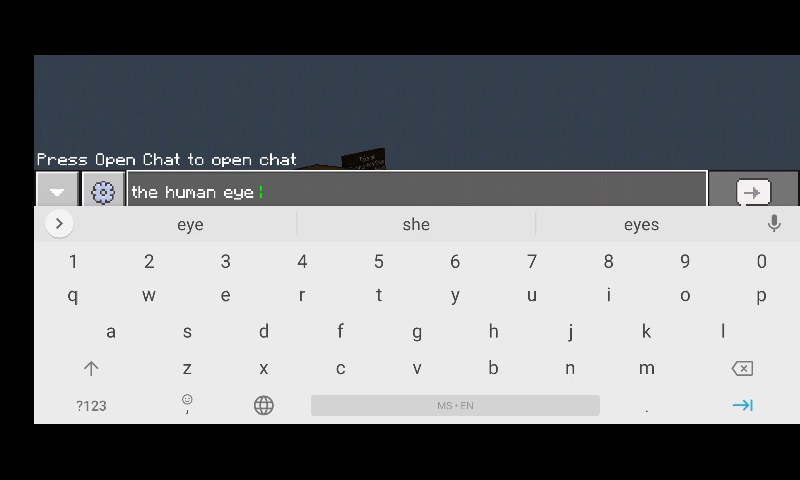 Press Open Chat to open chat
the human eye
eye she eyes
1 2 3 4 5 6 7 8 9 0
q w e r t y u i o p
a s d f g h j k l
z x c v b n m
?123 , MS • EN .